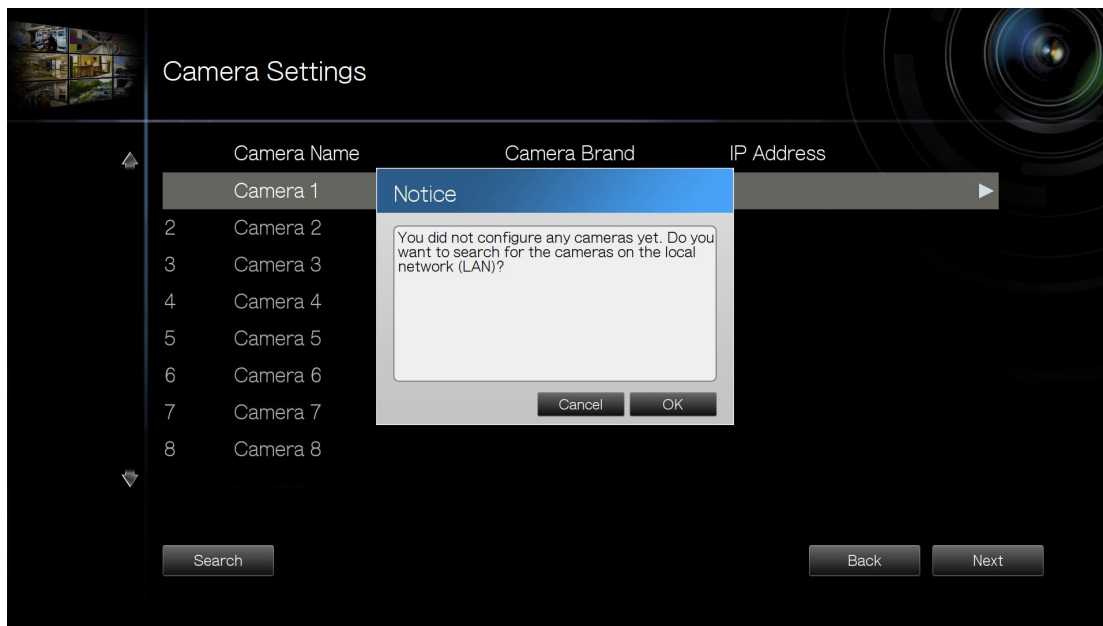 Camera Settings
Camera Name Camera Brand IP Address
Camera 1
2 Camera 2
3 Camera 3
4 Camera 4
5 Camera 5
6 Camera 6
7 Camera 7
8 Camera 8
Notice
You did not configure any cameras yet. Do you
want to search for the cameras on the local
network (LAN)?
Cancel OK
Search Back Next